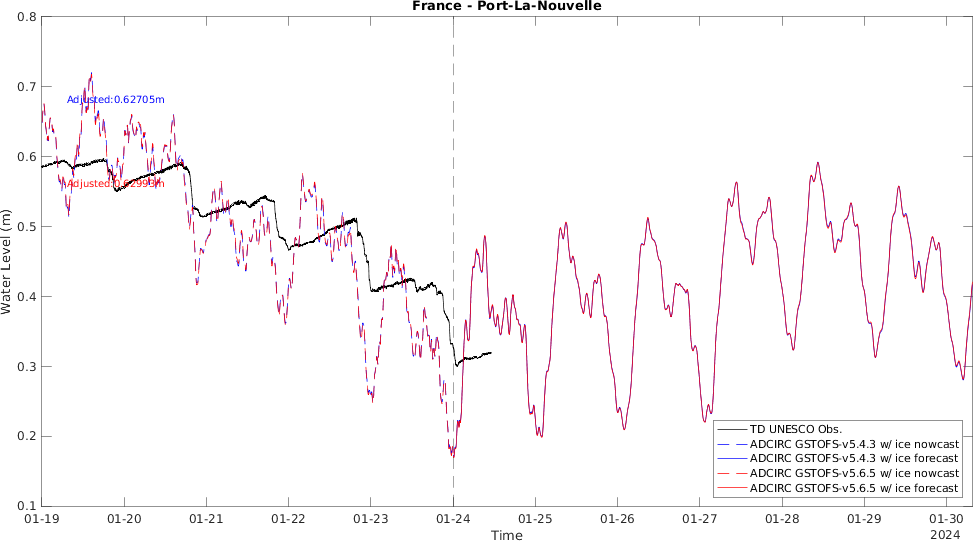 France - Port-La-Nouvelle
Water Level (m)
0.8
0.7
0.6
0.5
0.4
0.3
0.2
0.1
Adjusted:0.62705m
Adjusted:0.62993m
TD UNESCO Obs.
ADCIRC GSTOFS-v5.4.3 w/ ice nowcast
ADCIRC GSTOFS-v5.4.3 w/ ice forecast
ADCIRC GSTOFS-v5.6.5 w/ ice nowcast
ADCIRC GSTOFS-v5.6.5 w/ ice forecast
01-19 01-20 01-21 01-22 01-23 01-24 01-25 01-26 01-27 01-28 01-29 01-30
Time
2024